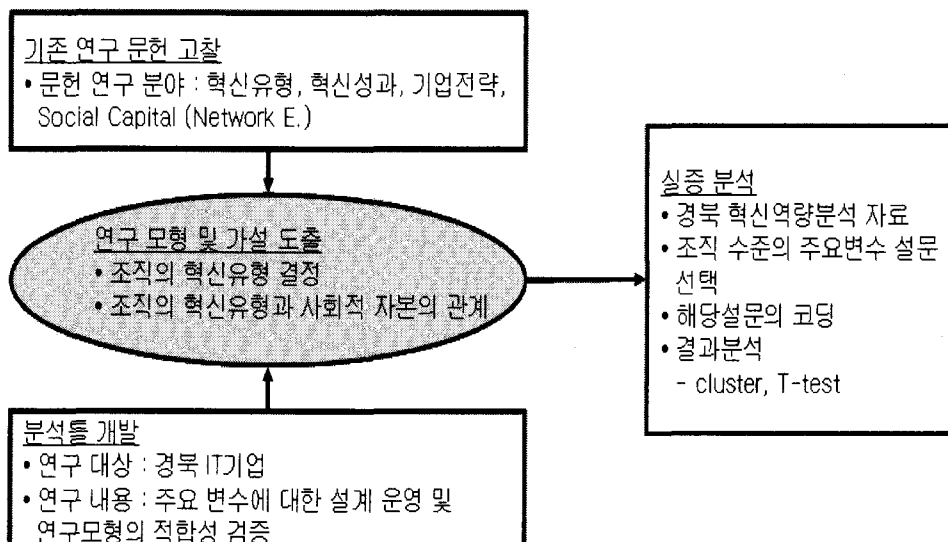 기존 연구 문헌 고찰
• 문헌 연구 분야 : 혁신유형, 혁신성과, 기업전략,
Social Capital (Network E.)
연구 모형 및 가설 도출
• 조직의 혁신유형 결정
• 조직의 혁신유형과 사회적 자본의 관계
분석틀 개발
• 연구 대상 : 경북 IT기업
• 연구 내용 : 주요 변수에 대한 설계 운영 및
연구모형의 적합성 검증
실증 분석
• 경북 혁신역량분석 자료
• 조직 수준의 주요변수 설문
선택
• 해당설문의 코딩
• 결과분석
- cluster, T-test